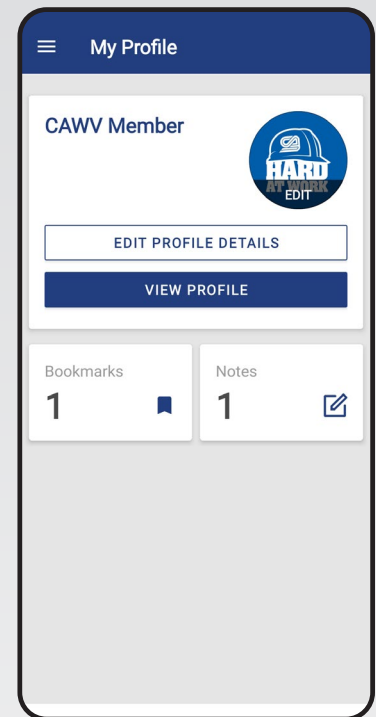 My Profile
CAWV Member
HARD
AT WORK
EDIT
EDIT PROFILE DETAILS
VIEW PROFILE
Bookmarks
1
Notes
1